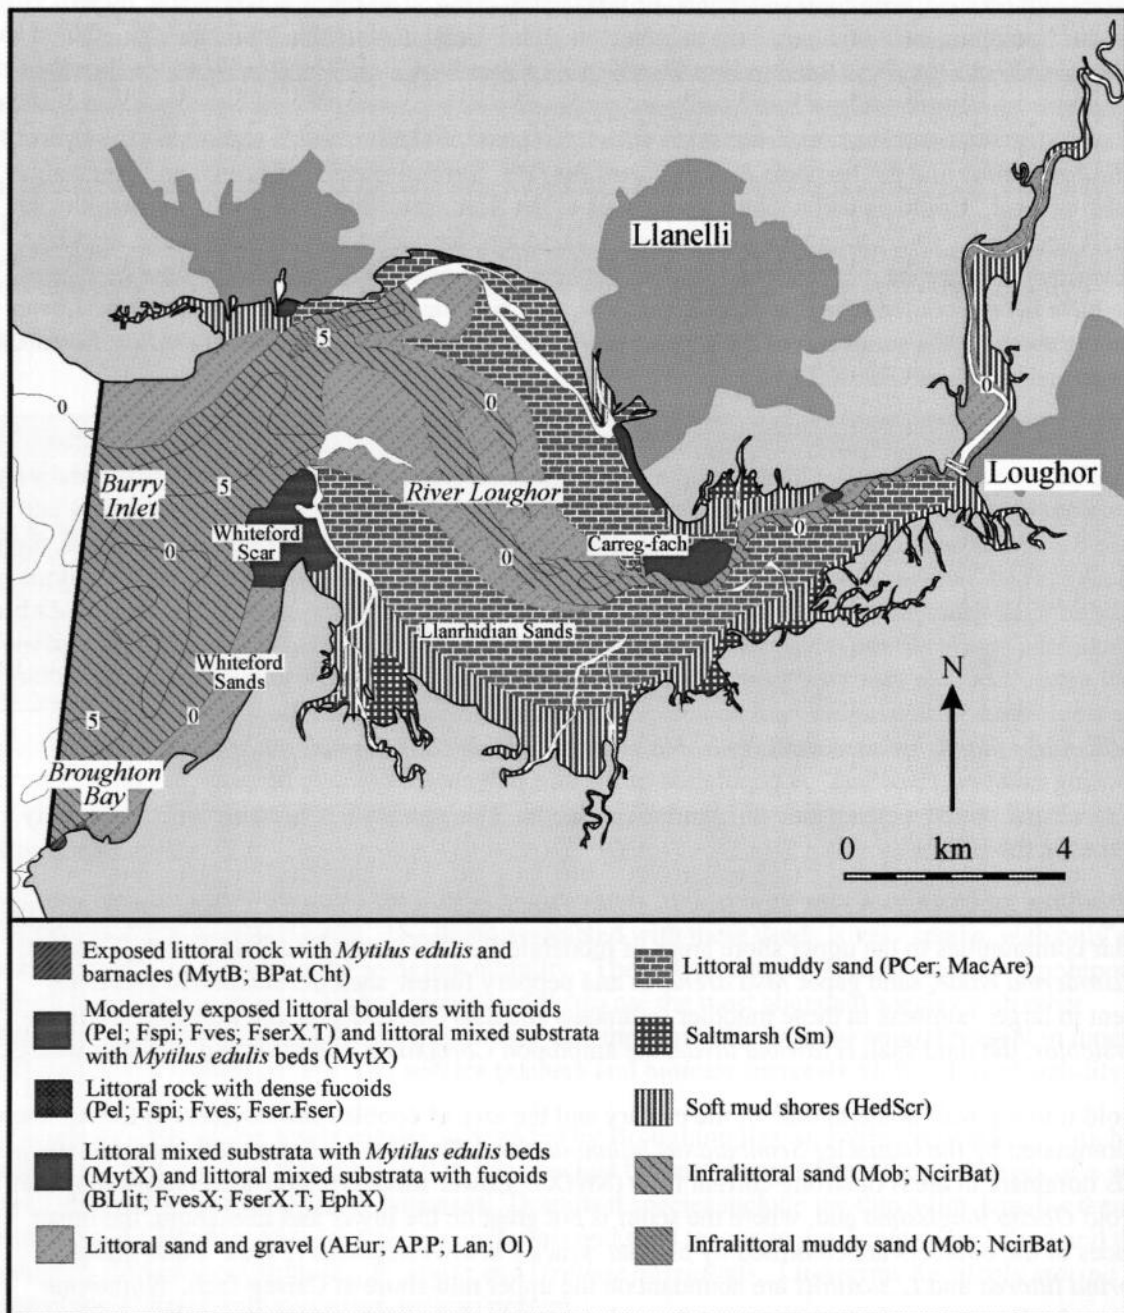 Llanelli
5
0
0
Burry
Inlet
5
River Loughor
Loughor
0
Whiteford
Scar
0
0
Carreg-fach
0
Llanrhidian Sands
Whiteford
Sands
0
5
Broughton
Bay
N
0 km 4
Exposed littoral rock with Mytilus edulis and
barnacles (MytB; BPat.Cht)
Moderately exposed littoral boulders with fucoids
(Pel; Fspi; Fves; FserX.T) and littoral mixed substrata
with Mytilus edulis beds (MytX)
Littoral rock with dense fucoids
(Pel; Fspi; Fves; Fser.Fser)
Littoral mixed substrata with Mytilus edulis beds
(MytX) and littoral mixed substrata with fucoids
(BLlit; FvesX; FserX.T; EphX)
Littoral sand and gravel (AEur; AP.P; Lan; Ol)
Littoral muddy sand (PCer; MacAre)
Saltmarsh (Sm)
Soft mud shores (HedScr)
Infralittoral sand (Mob; NcirBat)
Infralittoral muddy sand (Mob; NcirBat)